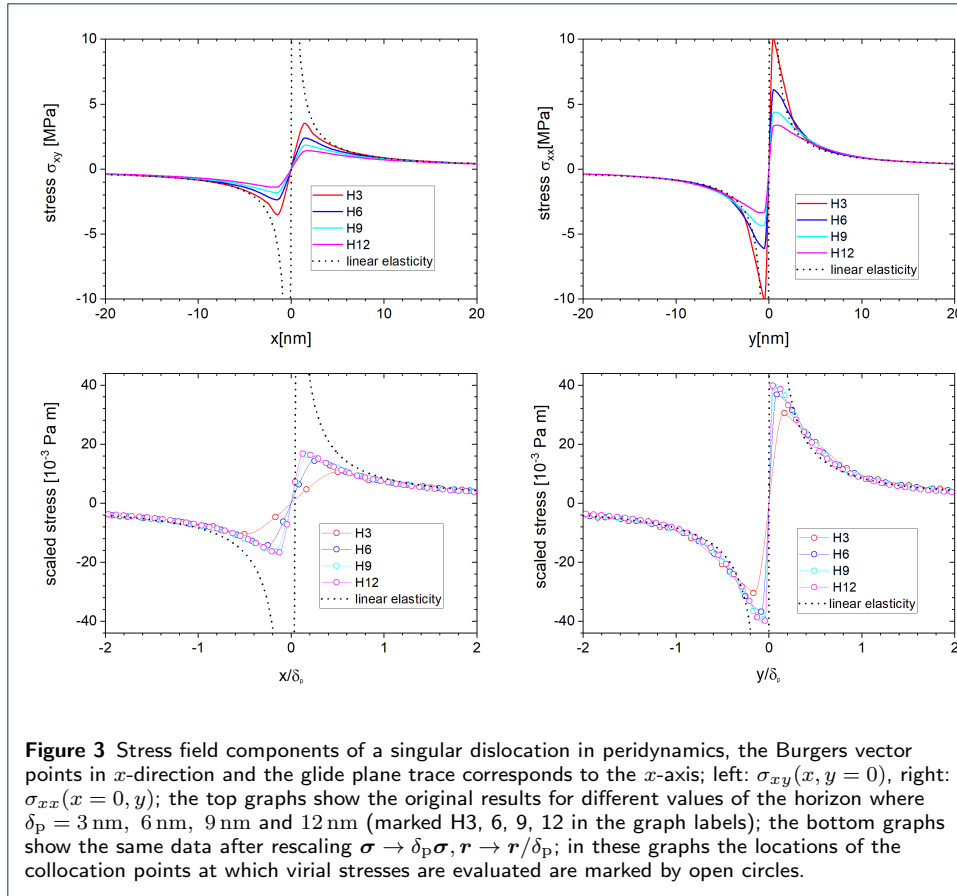 10
5
0
-5
-10
stress σxy [MPa]
H3
H6
H9
H12
linear elasticity
-20 -10 0 10 20
x[nm]
10
5
0
-5
-10
stress σxx [MPa]
H3
H6
H9
H12
linear elasticity
-20 -10 0 10 20
y[nm]
40
20
0
-20
-40
scaled stress [10⁻³ Pa m]
H3
H6
H9
H12
linear elasticity
-2 -1 0 1 2
x/δₚ
40
20
0
-20
-40
scaled stress [10⁻³ Pa m]
H3
H6
H9
H12
linear elasticity
-2 -1 0 1 2
y/δₚ
Figure 3 Stress field components of a singular dislocation in peridynamics, the Burgers vector
points in x-direction and the glide plane trace corresponds to the x-axis; left: σxy(x, y = 0), right:
σxx(x = 0, y); the top graphs show the original results for different values of the horizon where
δp = 3 nm, 6 nm, 9 nm and 12 nm (marked H3, 6, 9, 12 in the graph labels); the bottom graphs
show the same data after rescaling σ → δpσ, r → r/δp; in these graphs the locations of the
collocation points at which virial stresses are evaluated are marked by open circles.